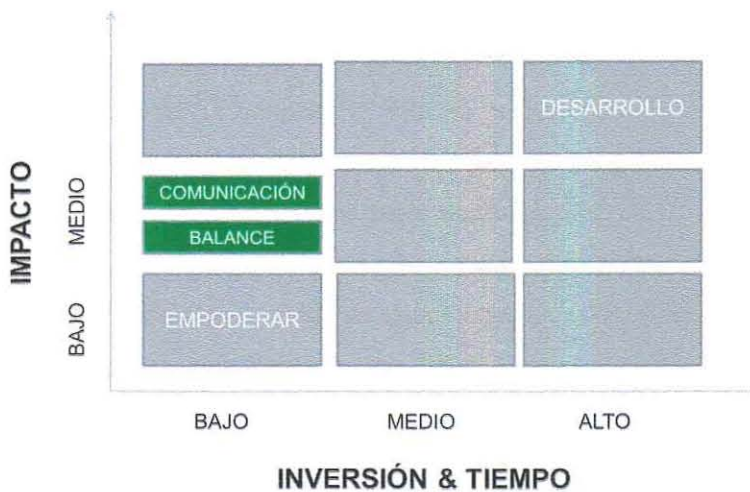 DESARROLLO
IMPACTO
MEDIO
COMUNICACIÓN
BALANCE
BAJO
EMPODERAR
BAJO
MEDIO
ALTO
INVERSIÓN & TIEMPO